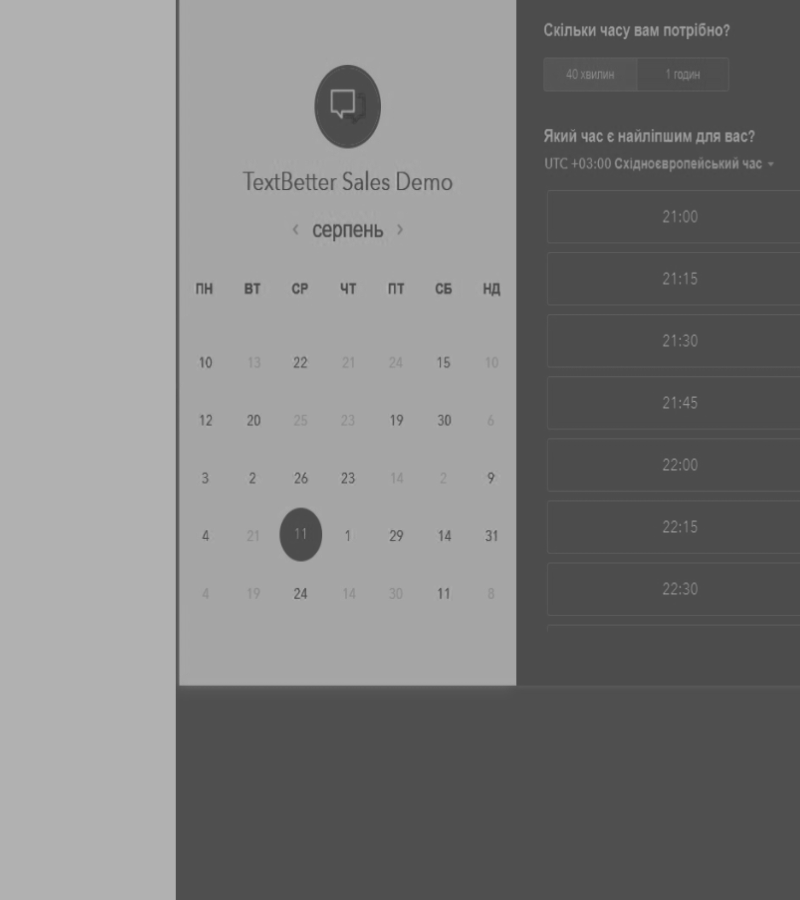 TextBetter Sales Demo
‹ серпень ›
ПН ВТ СР ЧТ ПТ СБ НД
10 13 22 21 24 15 10
12 20 25 23 19 30 6
3 2 26 23 14 2 9
4 21 11 1 29 14 31
4 19 24 14 30 11 8
Скільки часу вам потрібно?
40 хвилин 1 годин
Який час є найліпшим для вас?
UTC +03:00 Східноєвропейський час
21:00
21:15
21:30
21:45
22:00
22:15
22:30